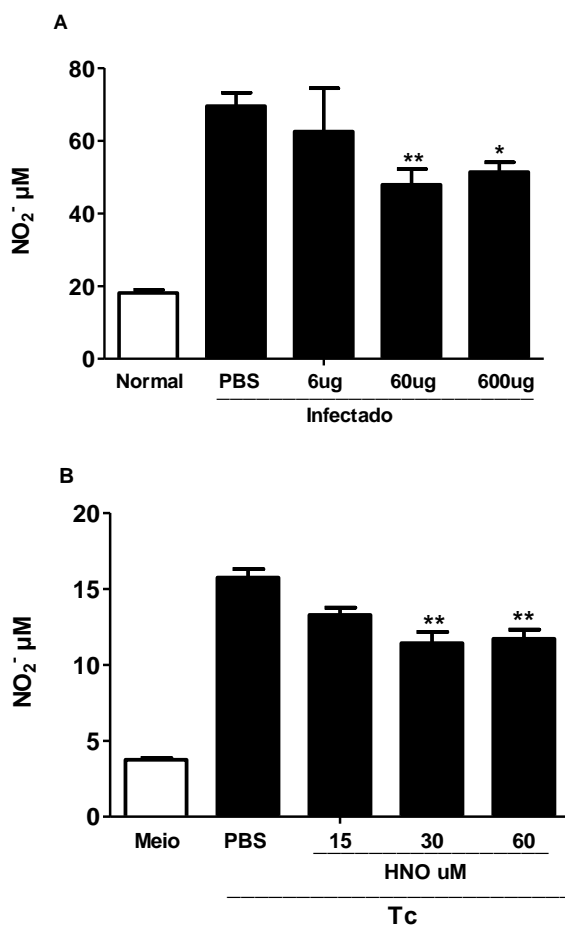 A
80
60
40
20
0
NO₂⁻ µM
** *
Normal PBS 6ug 60ug 600ug
Infectado
B
20
15
10
5
0
NO₂⁻ µM
** **
Meio PBS 15 30 60
HNO uM
Tc